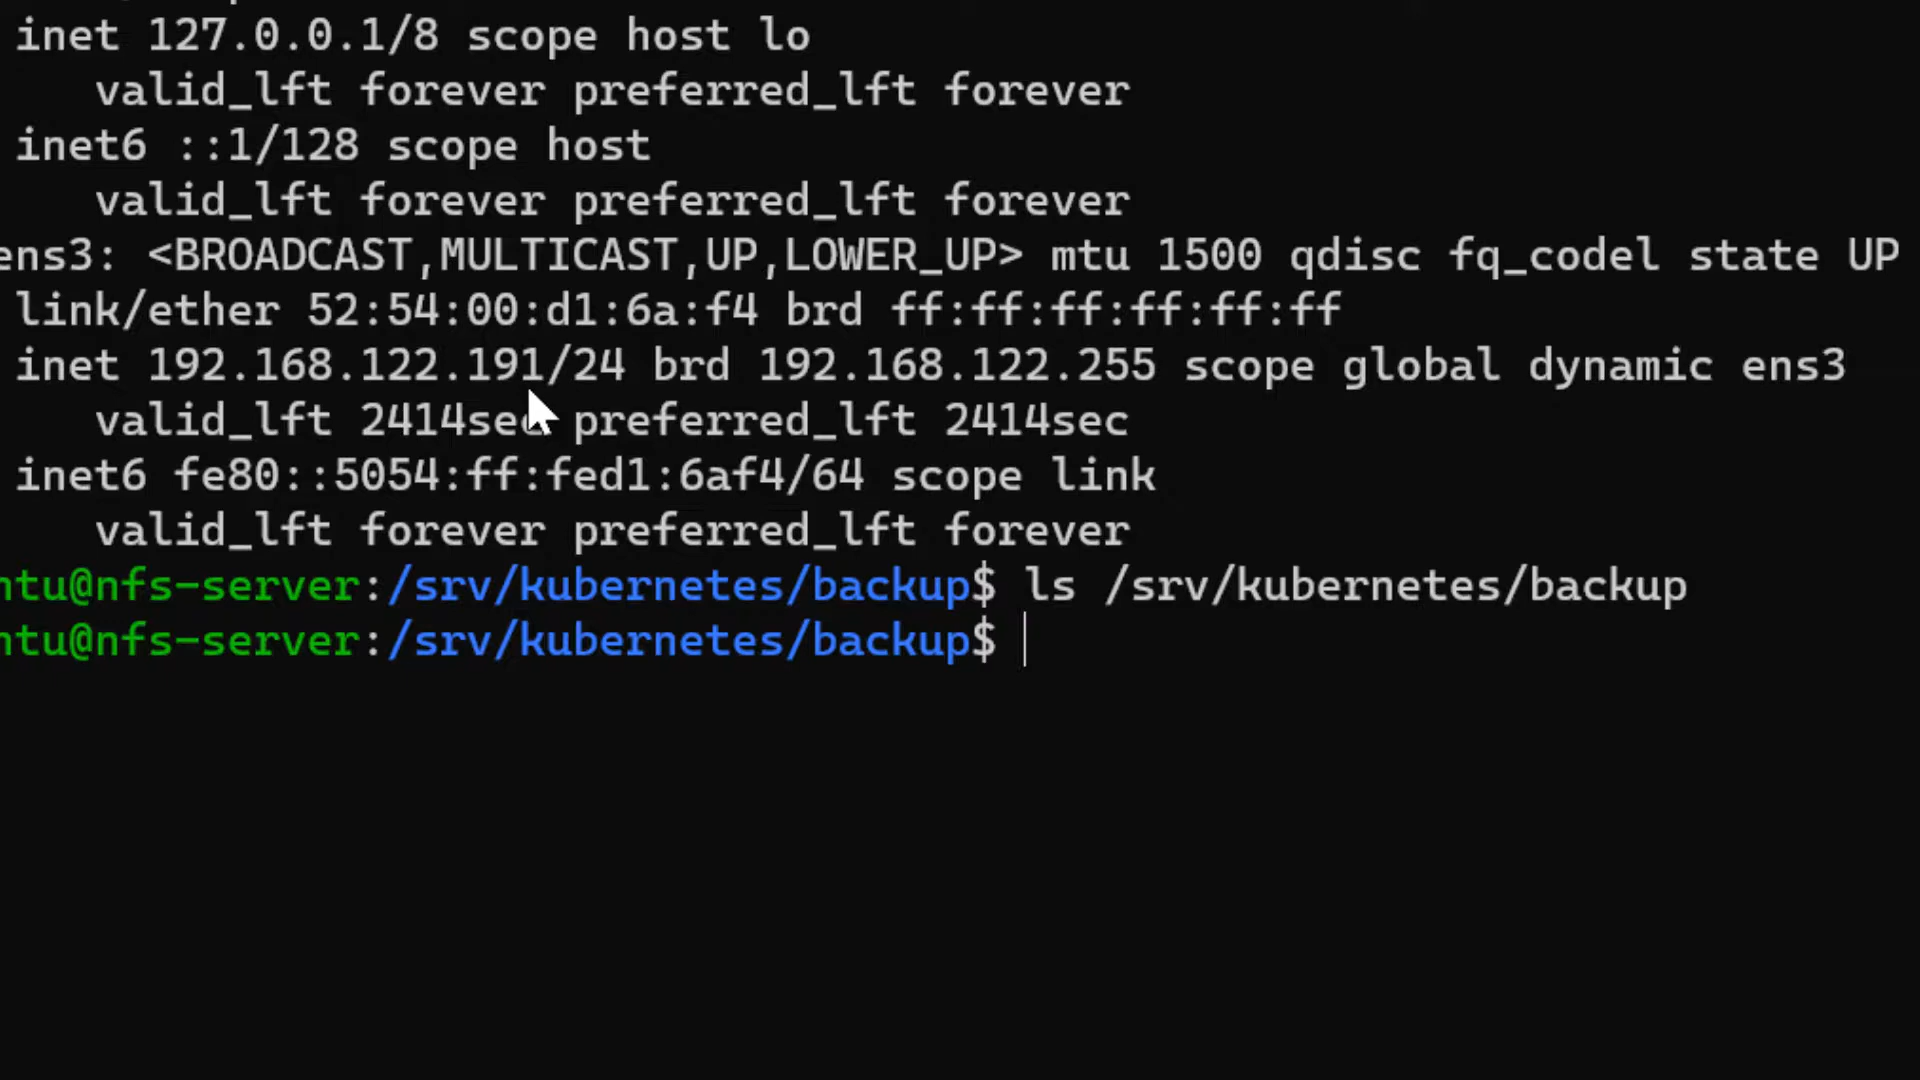 inet 127.0.0.1/8 scope host lo
valid_lft forever preferred_lft forever
inet6 ::1/128 scope host
valid_lft forever preferred_lft forever
ens3: <BROADCAST,MULTICAST,UP,LOWER_UP> mtu 1500 qdisc fq_codel state UP
link/ether 52:54:00:d1:6a:f4 brd ff:ff:ff:ff:ff:ff
inet 192.168.122.191/24 brd 192.168.122.255 scope global dynamic ens3
valid_lft 2414sec preferred_lft 2414sec
inet6 fe80::5054:ff:fed1:6af4/64 scope link
valid_lft forever preferred_lft forever
ntu@nfs-server:/srv/kubernetes/backup$ ls /srv/kubernetes/backup
ntu@nfs-server:/srv/kubernetes/backup$